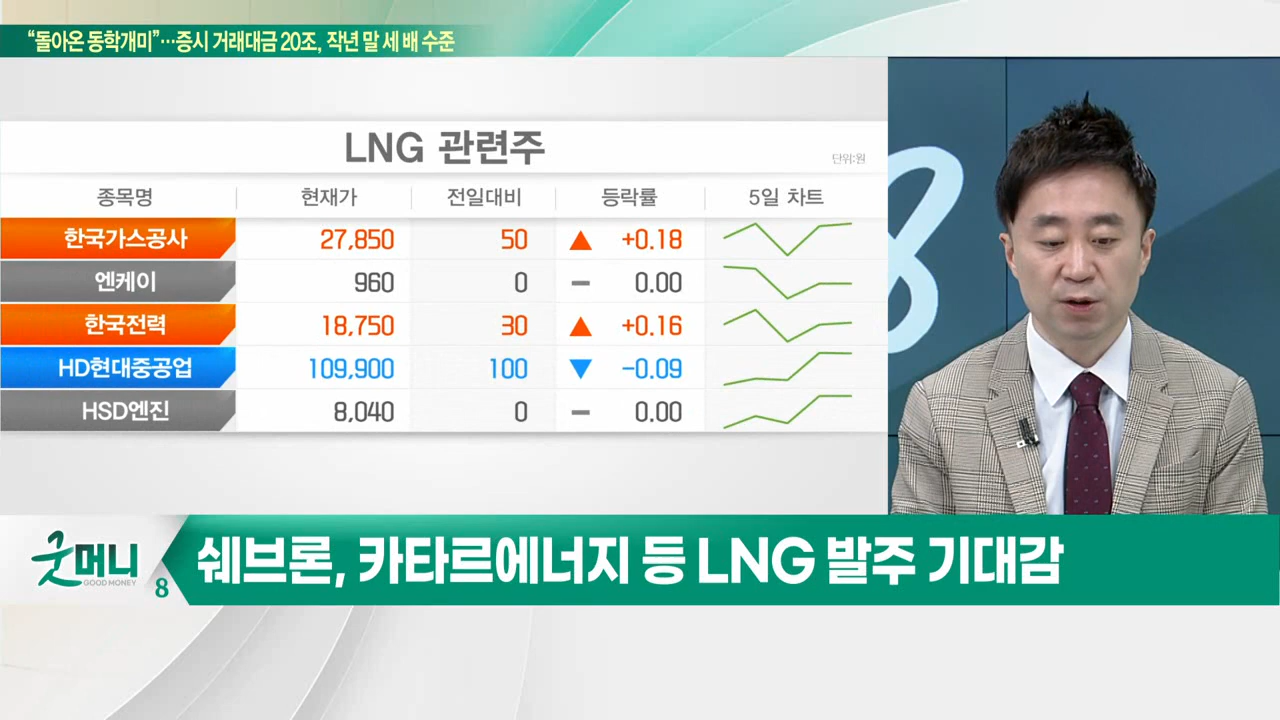 “돌아온 동학개미”…증시 거래대금 20조, 작년 말 세 배 수준
LNG 관련주
단위:원
종목명 현재가 전일대비 등락률 5일 차트
한국가스공사 27,850 50 ▲ +0.18
엔케이 960 0 − 0.00
한국전력 18,750 30 ▲ +0.16
HD현대중공업 109,900 100 ▼ −0.09
HSD엔진 8,040 0 − 0.00
굿머니
GOOD MONEY
8
쉐브론, 카타르에너지 등 LNG 발주 기대감